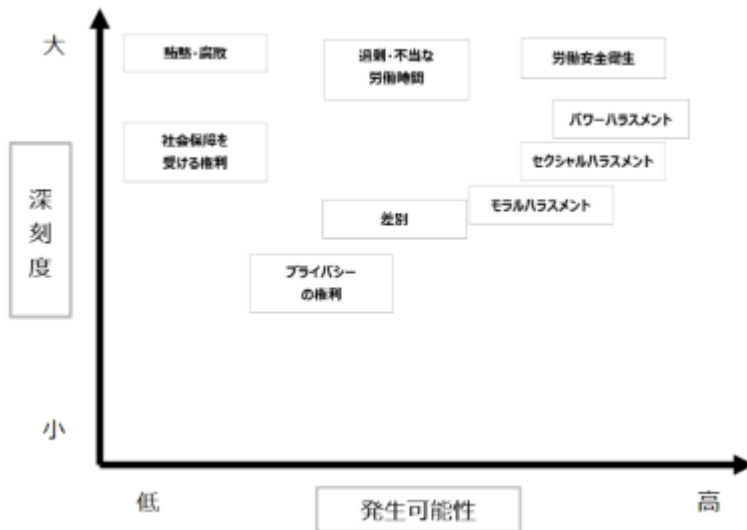 大
賄賂・腐敗
過剰・不当な
労働時間
労働安全衛生
パワーハラスメント
社会保障を
受ける権利
セクシャルハラスメント
モラルハラスメント
差別
プライバシー
の権利
深刻度
小
低
発生可能性
高